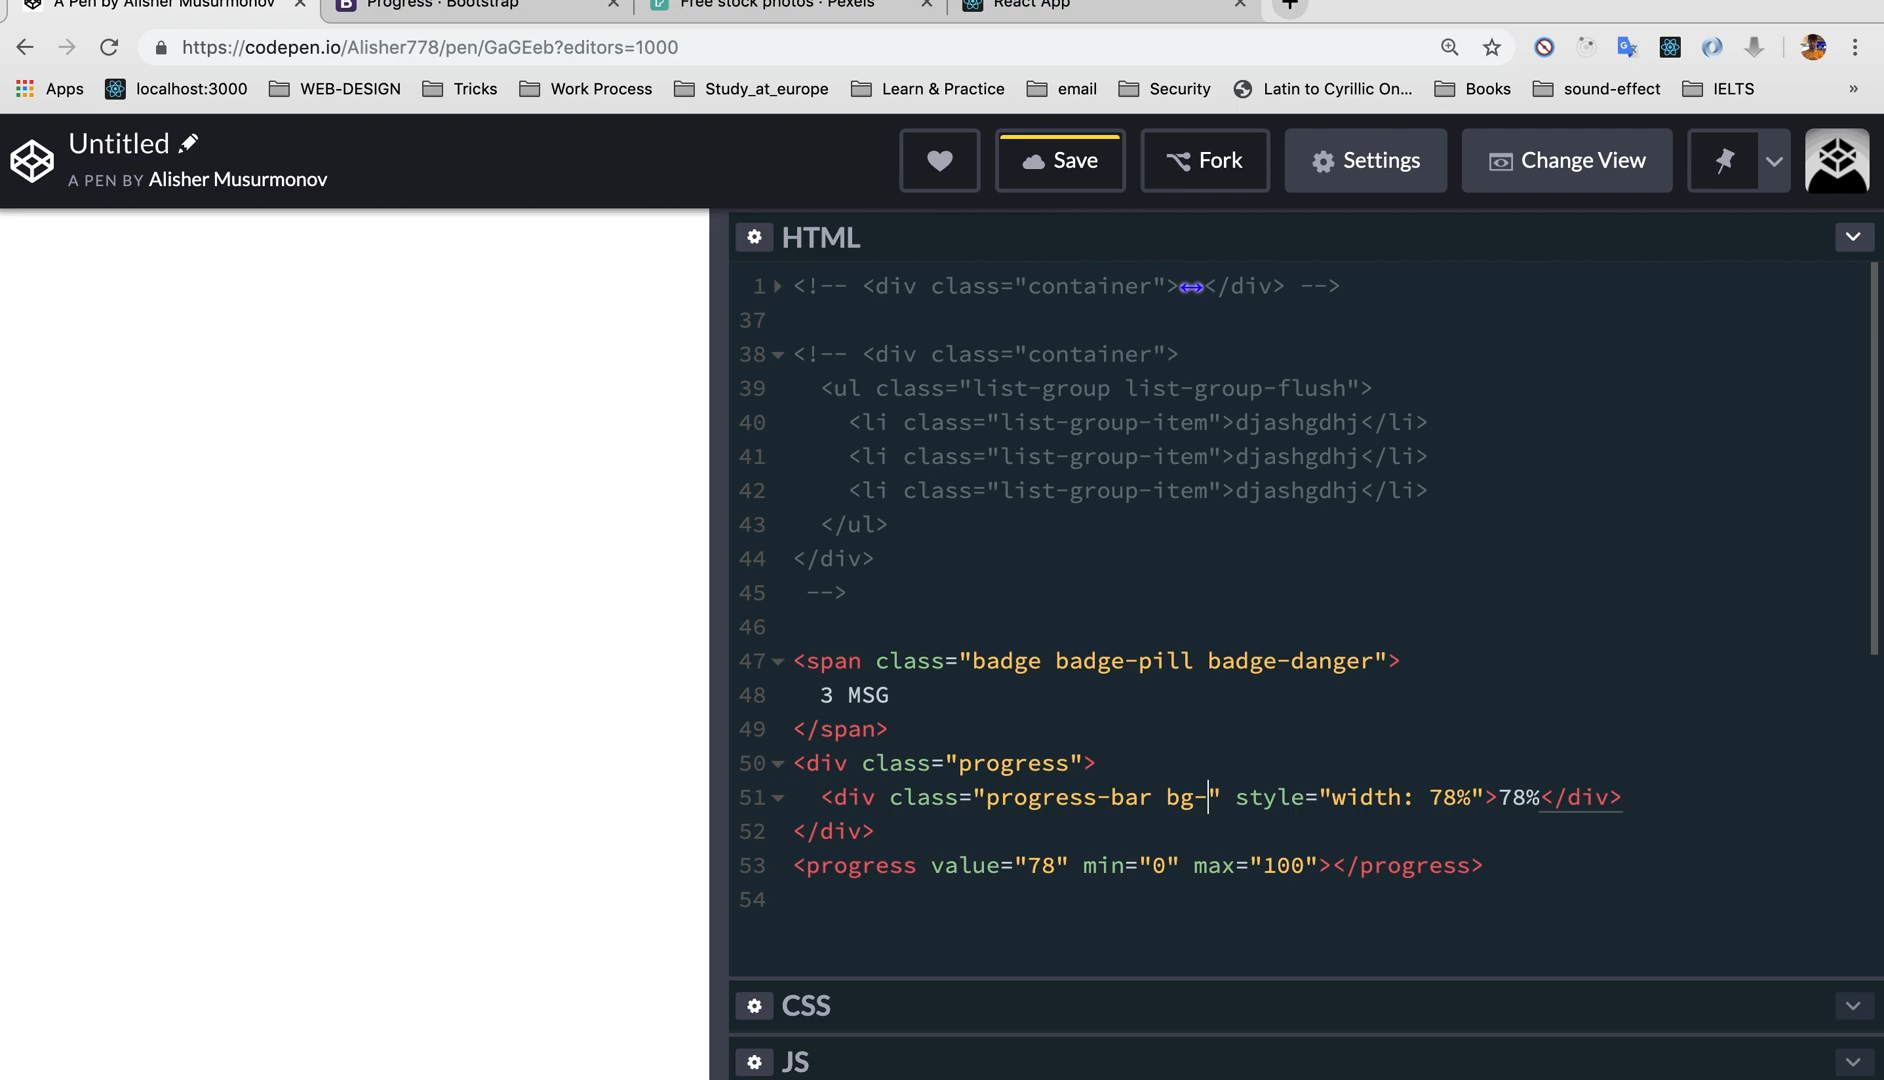 A Pen by Alisher Musurmonov
Progress · Bootstrap
Free stock photos · Pexels
React App
https://codepen.io/Alisher778/pen/GaGEeb?editors=1000
Apps localhost:3000 WEB-DESIGN Tricks Work Process Study_at_europe Learn & Practice email Security Latin to Cyrillic On... Books sound-effect IELTS »
Untitled
A PEN BY Alisher Musurmonov
Save Fork Settings Change View
HTML
1 <!-- <div class="container">↔</div> -->
37
38 <!-- <div class="container">
39 <ul class="list-group list-group-flush">
40 <li class="list-group-item">djashgdhj</li>
41 <li class="list-group-item">djashgdhj</li>
42 <li class="list-group-item">djashgdhj</li>
43 </ul>
44 </div>
45 -->
46
47 <span class="badge badge-pill badge-danger">
48 3 MSG
49 </span>
50 <div class="progress">
51 <div class="progress-bar bg-" style="width: 78%">78%</div>
52 </div>
53 <progress value="78" min="0" max="100"></progress>
54
CSS
JS